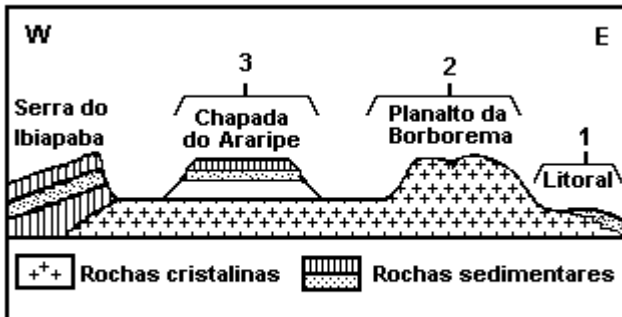 W
E
3
2
1
Serra do
Ibiapaba
Chapada
do Araripe
Planalto da
Borborema
Litoral
Rochas cristalinas
Rochas sedimentares